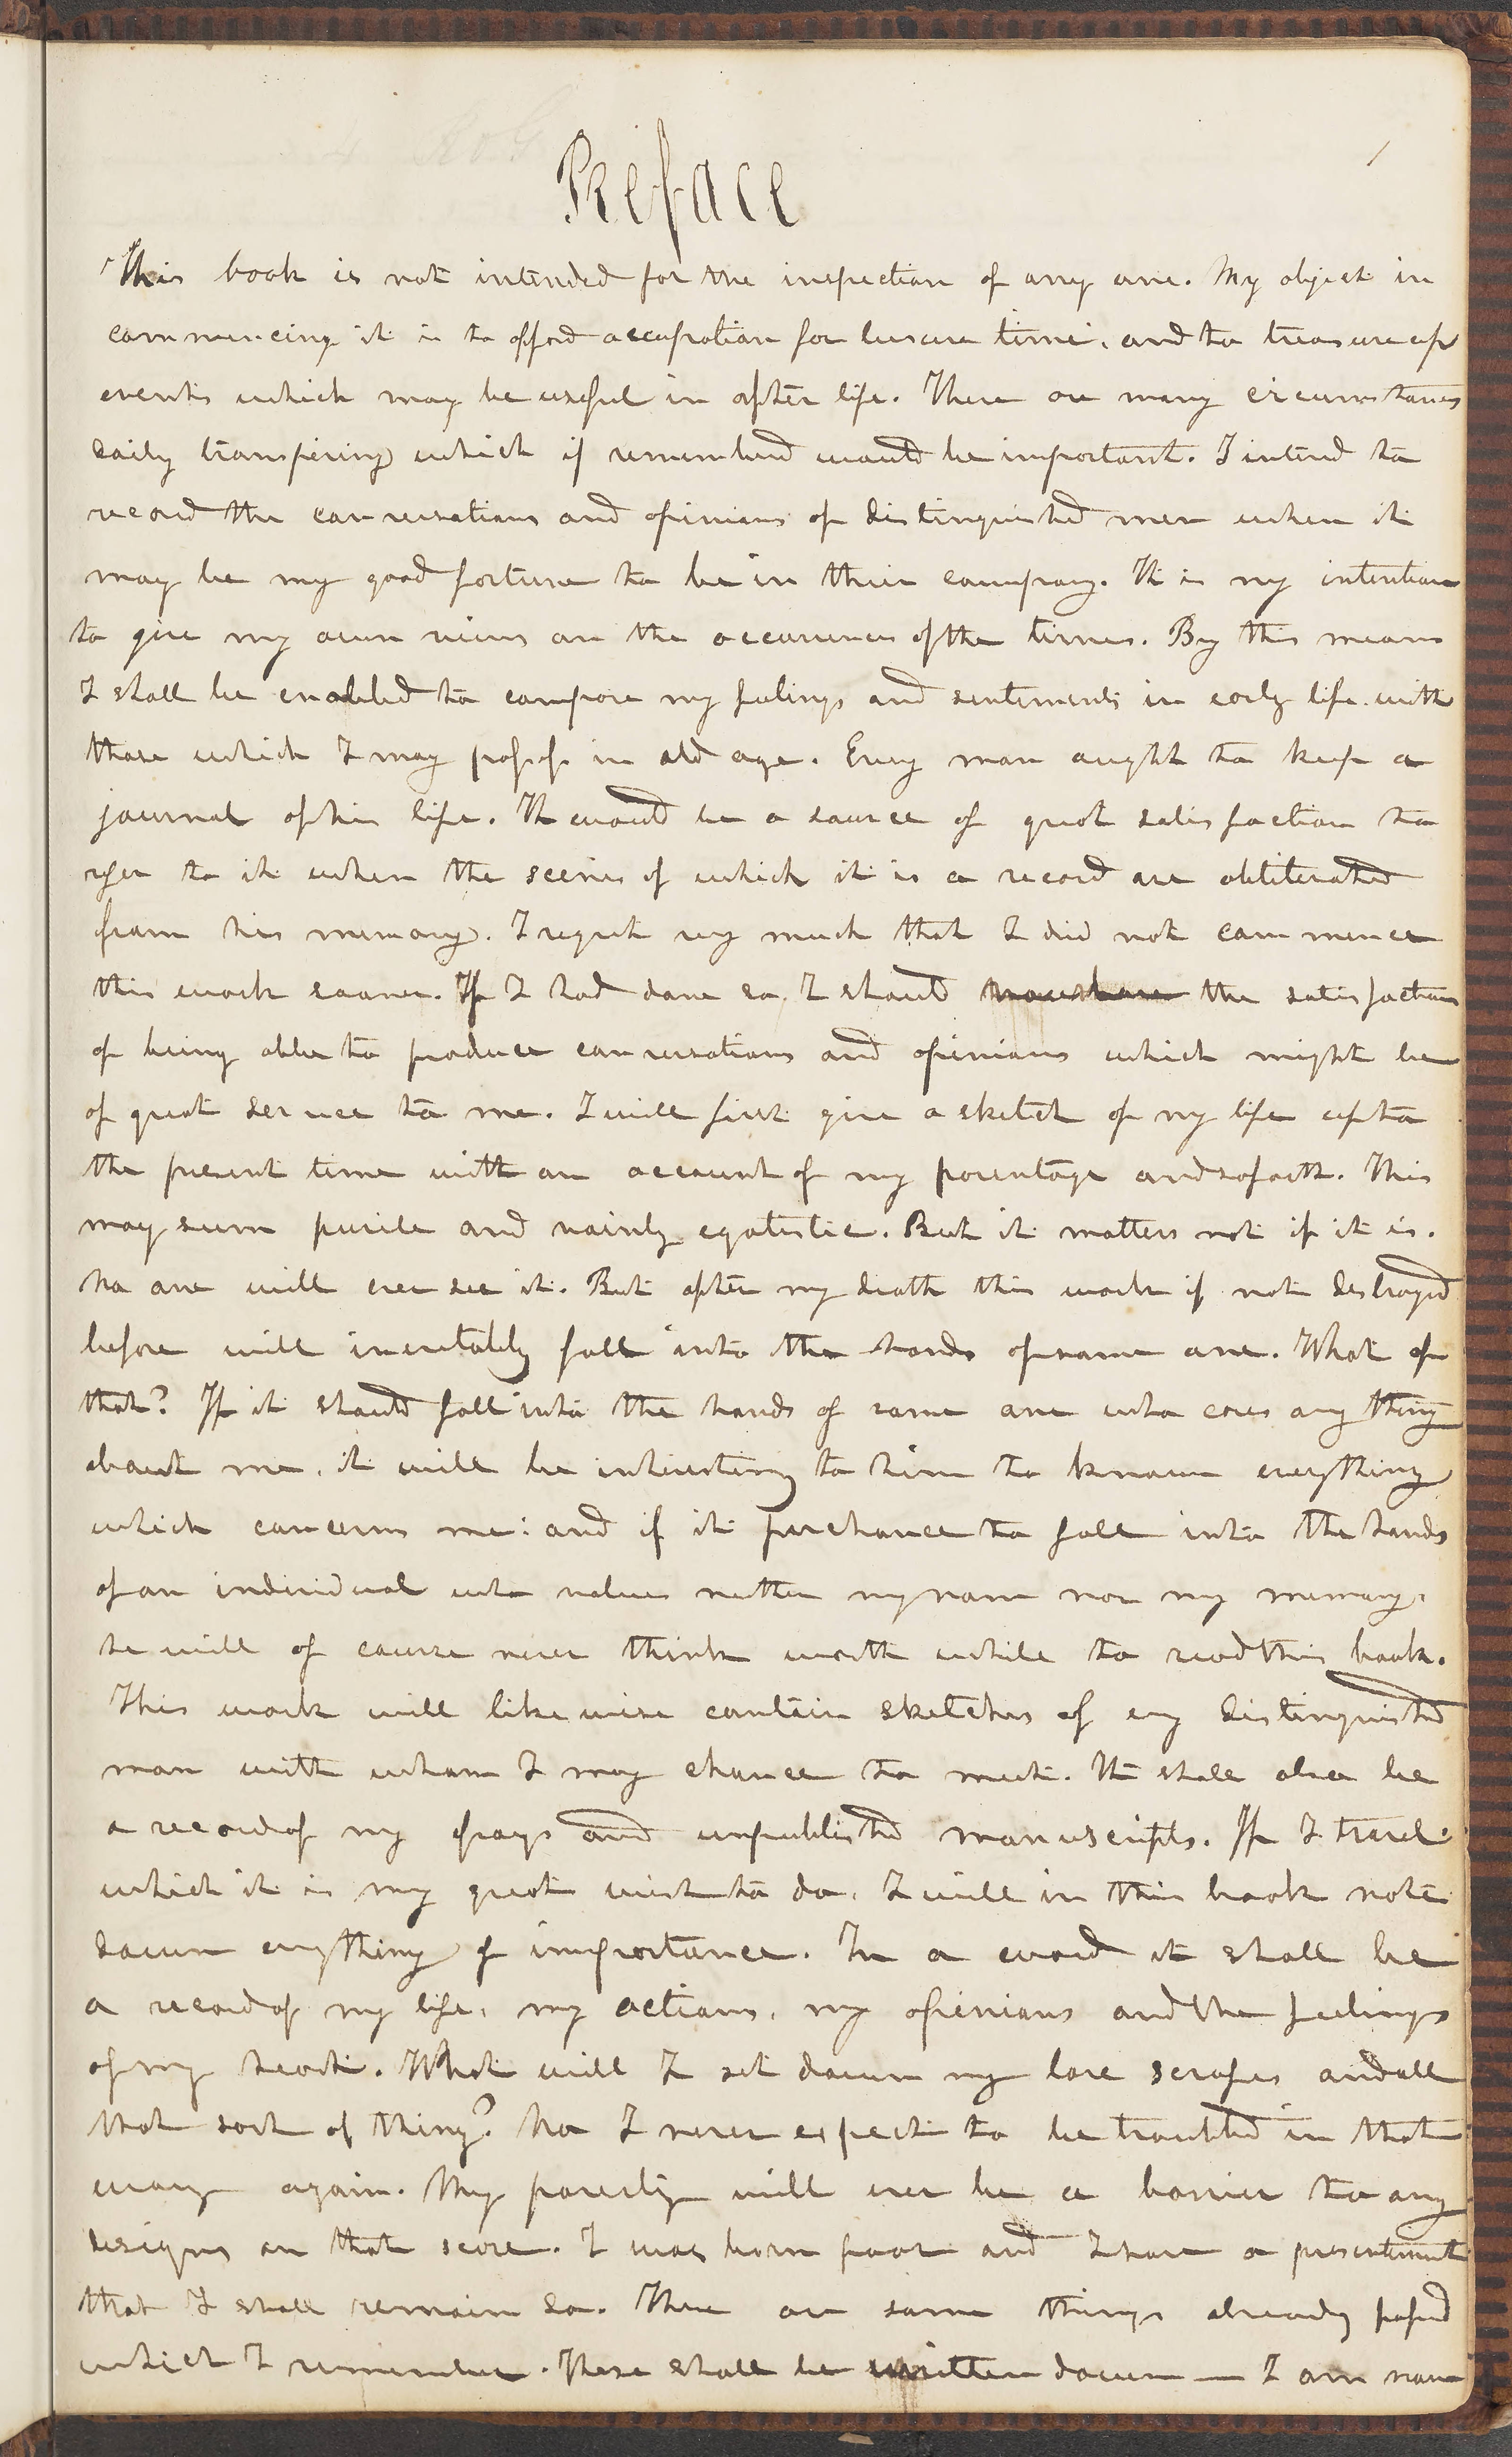 Preface
1
This book is not intended for the inspection of any one. My object in
commencing it is to afford occupation for leisure time, and to treasure up
events which may be useful in after life. There are many circumstances
daily transpiring which if remembered would be important. I intend to
record the conversations and opinions of distinguished men when it
may be my good fortune to be in their company. It is my intention
to give my own views on the occurrences of the times. By this means
I shall be enabled to compare my feelings and sentiments in early life with
those which I may possess in old age. Every man ought to keep a
journal of his life. It would be a source of great satisfaction to
refer to it when the scenes of which it is a record are obliterated
from his memory. I regret very much that I did not commence
this work sooner. If I had done so, I should now have the satisfaction
of being able to produce conversations and opinions which might be
of great service to me. I will first give a sketch of my life up to
the present time with an account of my parentage and so forth. This
may seem purile and vainly egotistic. But it matters not if it is.
No one will ever see it. But after my death this work if not destroyed
before will inevitably fall into the hands of some one. What of
that? If it should fall into the hands of some one who cares any thing
about me, it will be interesting to him to know everything
which concerns me: and if it perchance to fall into the hands
of an individual who values neither my name nor my memory,
he will of course never think worth while to read this book.
This work will likewise contain sketches of every distinguished
man with whom I may chance to meet. It shall also be
a record of my frays and unpublished manuscripts. If I travel,
which it is my great wish to do, I will in this book note
down everything of importance. In a word it shall be
a record of my life, my actions, my opinions and the feelings
of my heart. What will I set down my love scrapes and all
that sort of thing? No I never expect to be troubled in that
way again. My poverty will ever be a barrier to any
designs on that score. I was born poor and I have a presentiment
that I shall remain so. There are some things already passed
which I remember. These shall be written down — I am now